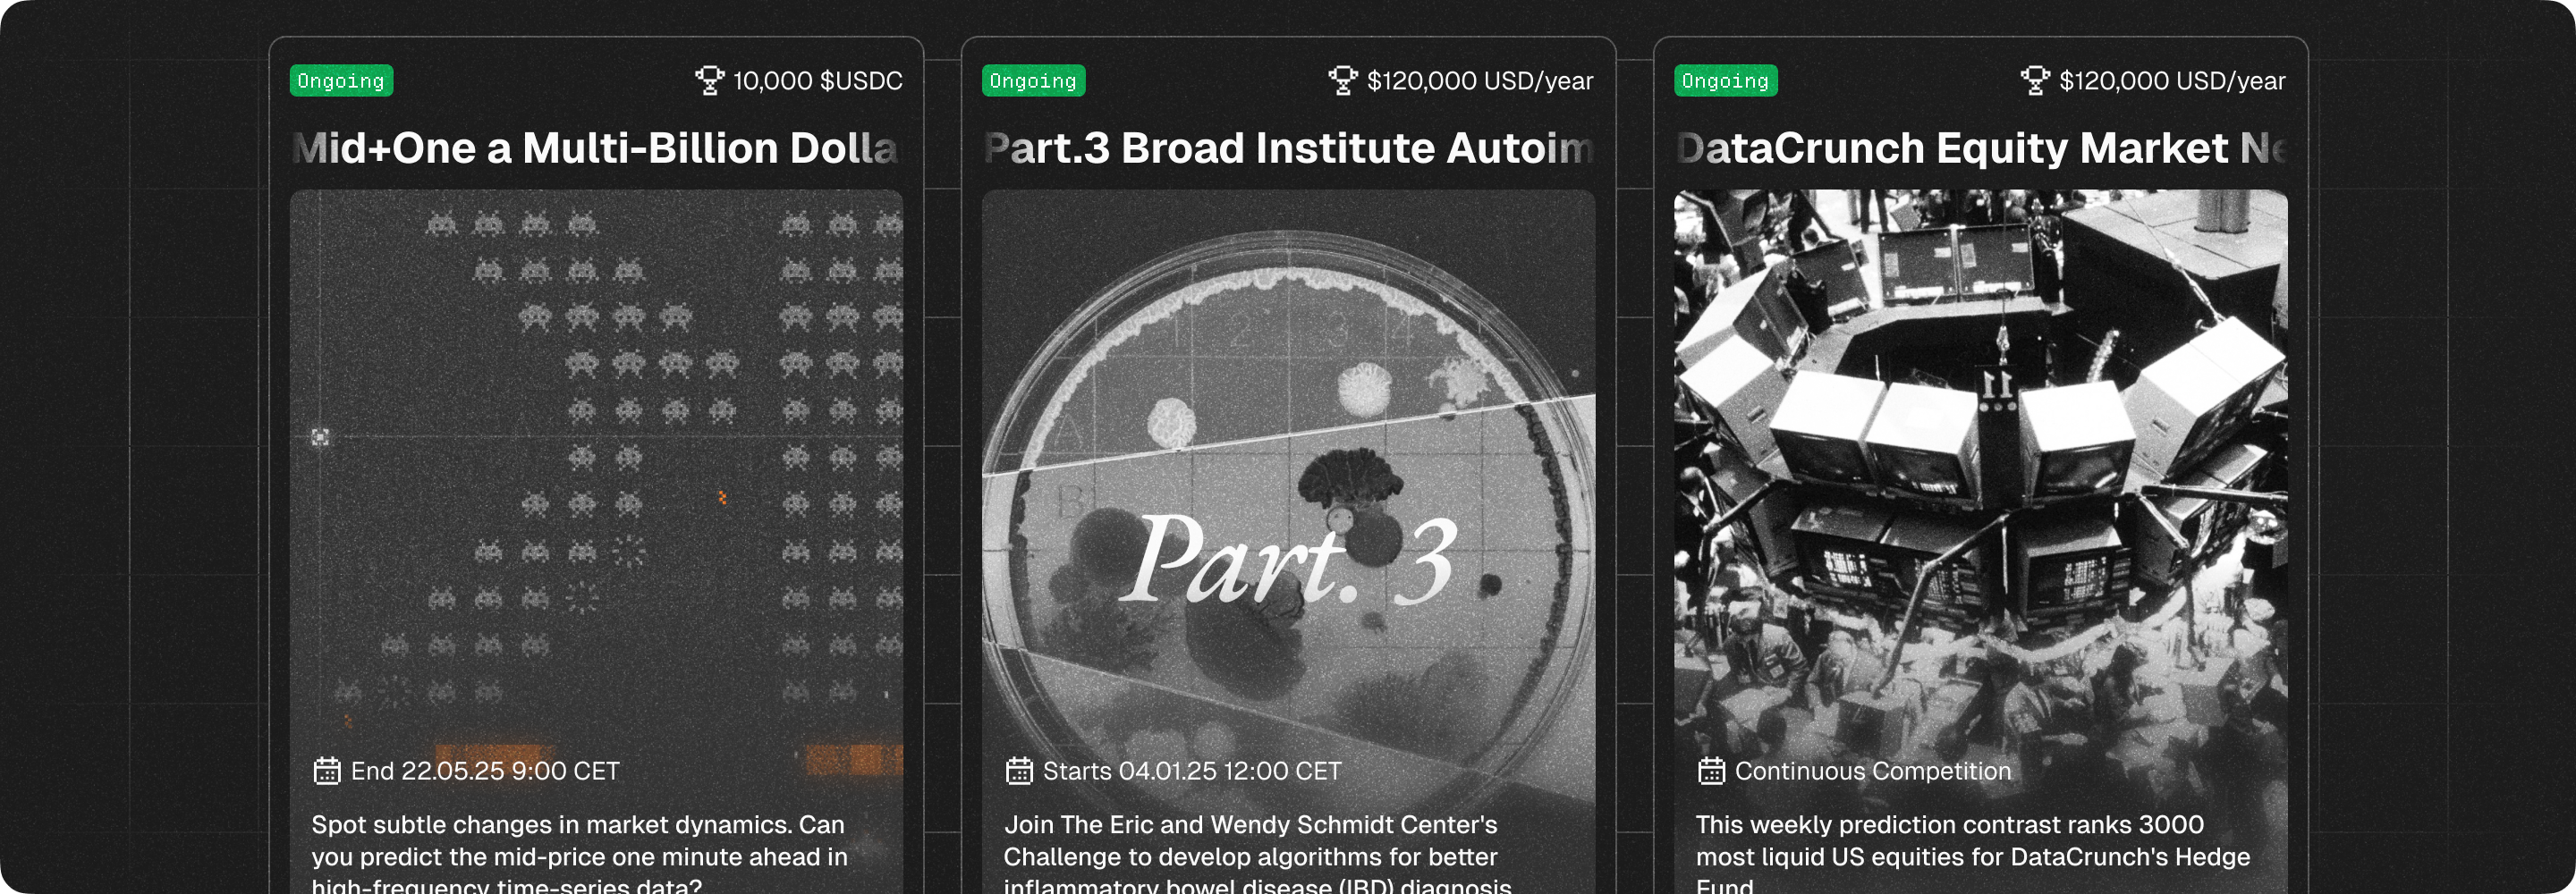 Ongoing
10,000 $USDC
Mid+One a Multi-Billion Dolla
End 22.05.25 9:00 CET
Spot subtle changes in market dynamics. Can
you predict the mid-price one minute ahead in
high-frequency time-series data?
Ongoing
$120,000 USD/year
Part.3 Broad Institute Autoim
1 2 3 4
A
B
Part. 3
Starts 04.01.25 12:00 CET
Join The Eric and Wendy Schmidt Center's
Challenge to develop algorithms for better
inflammatory bowel disease (IBD) diagnosis
Ongoing
$120,000 USD/year
DataCrunch Equity Market Ne
11
Continuous Competition
This weekly prediction contrast ranks 3000
most liquid US equities for DataCrunch's Hedge
Fund